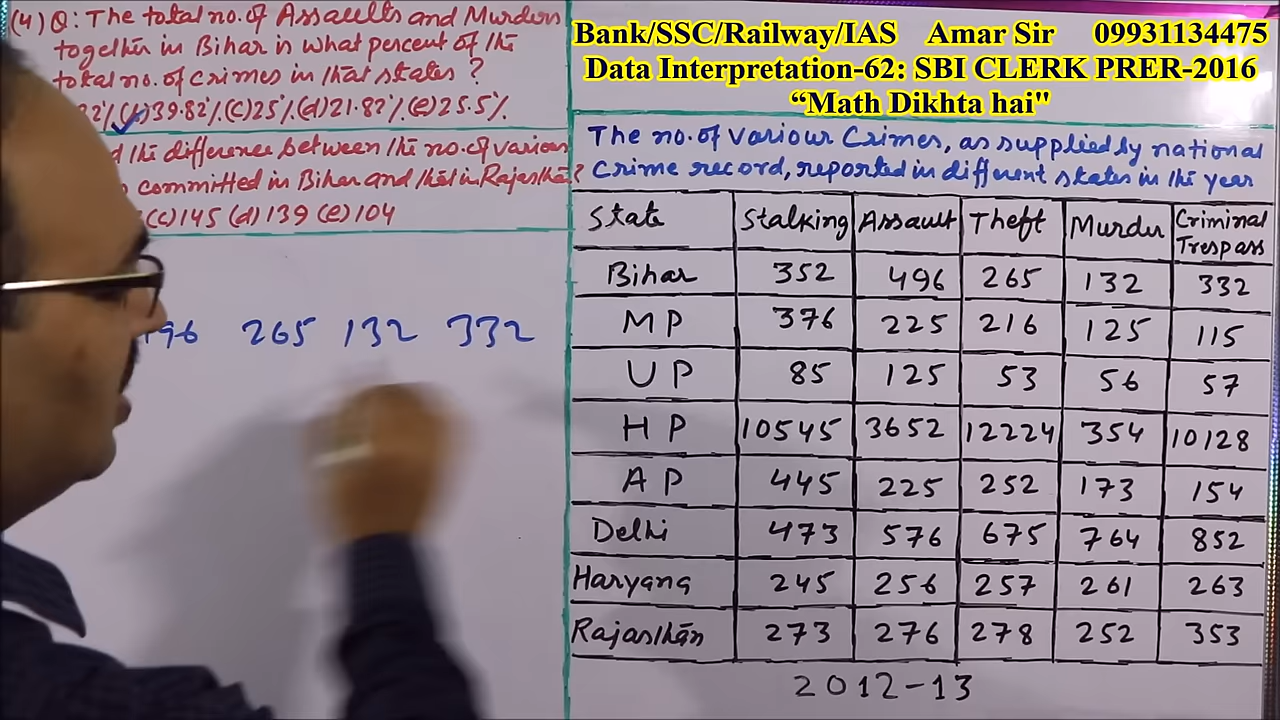 (4) Q: The total no. of Assaults and Murders
together in Bihar is what percent of the
total no. of crimes in that states ?
32% (b) 39.82% (c) 25% (d) 21.82% (e) 25.5%
the difference between the no. of various
committed in Bihar and that in Rajasthan?
(c) 145 (d) 139 (e) 104
96 265 132 332
Bank/SSC/Railway/IAS Amar Sir 09931134475
Data Interpretation-62: SBI CLERK PRER-2016
“Math Dikhta hai"
The no. of various Crimes, as supplied by national
Crime record, reported in different states in the year
State Stalking Assault Theft Murder Criminal Trespass
Bihar 352 496 265 132 332
MP 376 225 216 125 115
UP 85 125 53 56 57
HP 10545 3652 12224 354 10128
AP 445 225 252 173 154
Delhi 473 576 675 764 852
Haryana 245 256 257 261 263
Rajasthan 273 276 278 252 353
2012-13